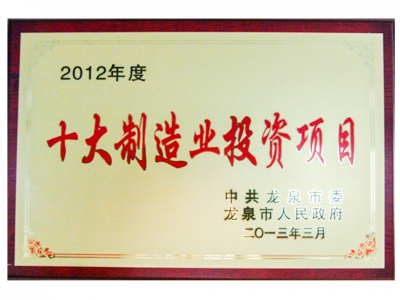 2012年度
十大制造业投资项目
中共龙泉市委
龙泉市人民政府
二〇一三年三月